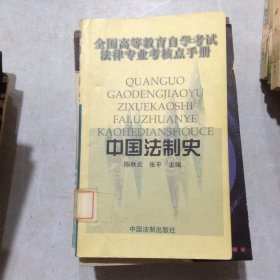 全国高等教育自学考试
法律专业考核点手册
QUANGUO
GAODENGJIAOYU
ZIXUEKAOSHI
FALUZHUANYE
KAOHEDIANSHOUCE
中国法制史
陈秋云 张平 主编
中国法制出版社